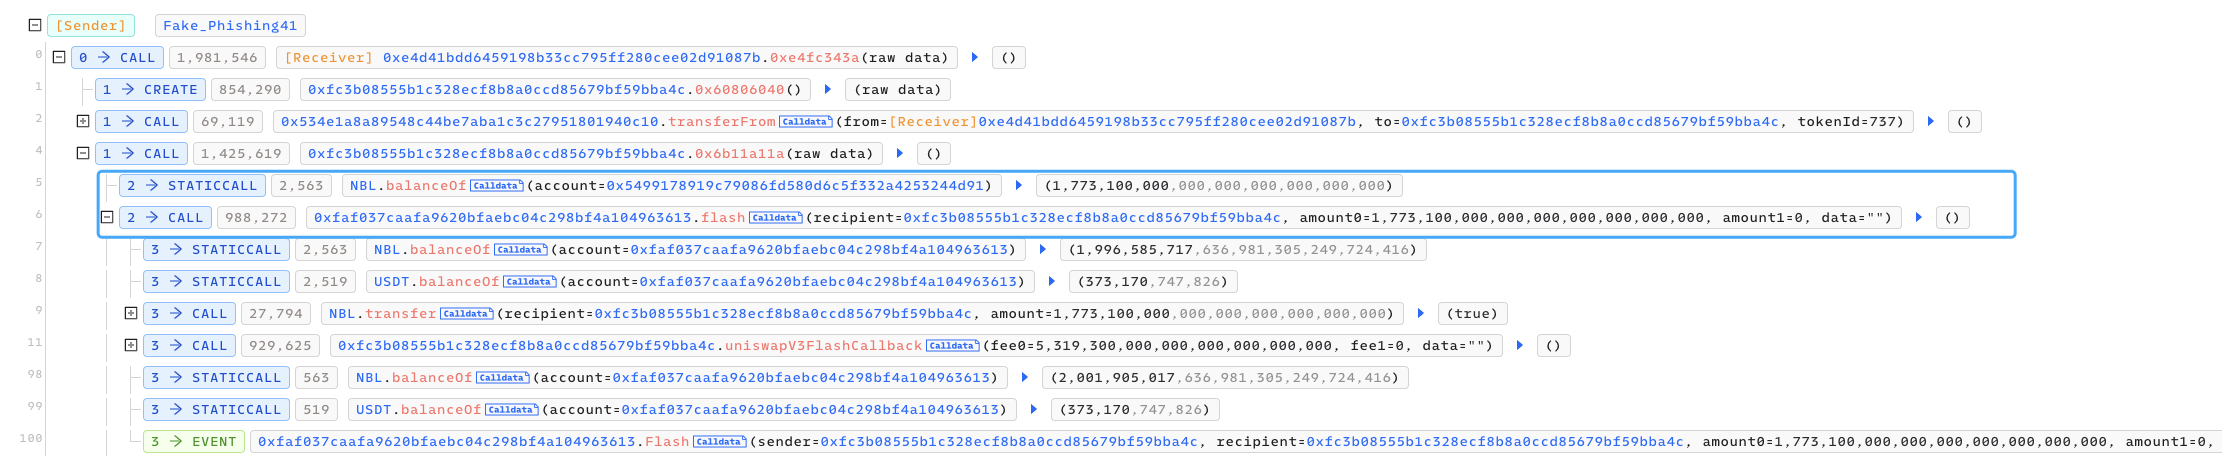 [Sender] Fake_Phishing41
0 0 → CALL 1,981,546 [Receiver] 0xe4d41bdd6459198b33cc795ff280cee02d91087b.0xe4fc343a(raw data) ▶ ()
1 1 → CREATE 854,290 0xfc3b08555b1c328ecf8b8a0ccd85679bf59bba4c.0x60806040() ▶ (raw data)
2 1 → CALL 69,119 0x534e1a8a89548c44be7aba1c3c27951801940c10.transferFrom Calldata (from=[Receiver]0xe4d41bdd6459198b33cc795ff280cee02d91087b, to=0xfc3b08555b1c328ecf8b8a0ccd85679bf59bba4c, tokenId=737) ▶ ()
4 1 → CALL 1,425,619 0xfc3b08555b1c328ecf8b8a0ccd85679bf59bba4c.0x6b11a11a(raw data) ▶ ()
5 2 → STATICCALL 2,563 NBL.balanceOf Calldata (account=0x5499178919c79086fd580d6c5f332a4253244d91) ▶ (1,773,100,000,000,000,000,000,000,000)
6 2 → CALL 988,272 0xfaf037caafa9620bfaebc04c298bf4a104963613.flash Calldata (recipient=0xfc3b08555b1c328ecf8b8a0ccd85679bf59bba4c, amount0=1,773,100,000,000,000,000,000,000,000, amount1=0, data="") ▶ ()
7 3 → STATICCALL 2,563 NBL.balanceOf Calldata (account=0xfaf037caafa9620bfaebc04c298bf4a104963613) ▶ (1,996,585,717,636,981,305,249,724,416)
8 3 → STATICCALL 2,519 USDT.balanceOf Calldata (account=0xfaf037caafa9620bfaebc04c298bf4a104963613) ▶ (373,170,747,826)
9 3 → CALL 27,794 NBL.transfer Calldata (recipient=0xfc3b08555b1c328ecf8b8a0ccd85679bf59bba4c, amount=1,773,100,000,000,000,000,000,000,000) ▶ (true)
11 3 → CALL 929,625 0xfc3b08555b1c328ecf8b8a0ccd85679bf59bba4c.uniswapV3FlashCallback Calldata (fee0=5,319,300,000,000,000,000,000,000, fee1=0, data="") ▶ ()
98 3 → STATICCALL 563 NBL.balanceOf Calldata (account=0xfaf037caafa9620bfaebc04c298bf4a104963613) ▶ (2,001,905,017,636,981,305,249,724,416)
99 3 → STATICCALL 519 USDT.balanceOf Calldata (account=0xfaf037caafa9620bfaebc04c298bf4a104963613) ▶ (373,170,747,826)
100 3 → EVENT 0xfaf037caafa9620bfaebc04c298bf4a104963613.Flash Calldata (sender=0xfc3b08555b1c328ecf8b8a0ccd85679bf59bba4c, recipient=0xfc3b08555b1c328ecf8b8a0ccd85679bf59bba4c, amount0=1,773,100,000,000,000,000,000,000,000, amount1=0,